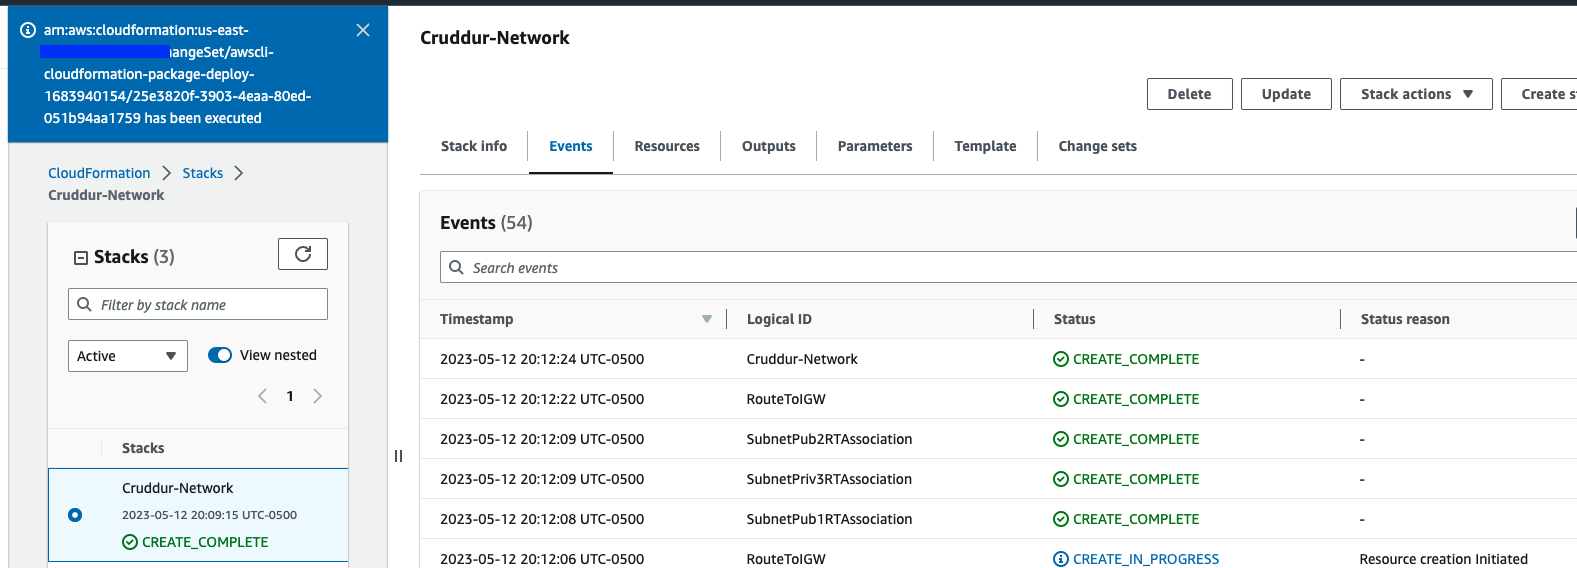 arn:aws:cloudformation:us-east-
hangeSet/awscli-
cloudformation-package-deploy-
1683940154/25e3820f-3903-4eaa-80ed-
051b94aa1759 has been executed
CloudFormation > Stacks >
Cruddur-Network
Stacks (3)
Filter by stack name
Active View nested
1
Stacks
Cruddur-Network
2023-05-12 20:09:15 UTC-0500
CREATE_COMPLETE
Cruddur-Network
Delete Update Stack actions Create
Stack info Events Resources Outputs Parameters Template Change sets
Events (54)
Search events
Timestamp Logical ID Status Status reason
2023-05-12 20:12:24 UTC-0500 Cruddur-Network CREATE_COMPLETE -
2023-05-12 20:12:22 UTC-0500 RouteToIGW CREATE_COMPLETE -
2023-05-12 20:12:09 UTC-0500 SubnetPub2RTAssociation CREATE_COMPLETE -
2023-05-12 20:12:09 UTC-0500 SubnetPriv3RTAssociation CREATE_COMPLETE -
2023-05-12 20:12:08 UTC-0500 SubnetPub1RTAssociation CREATE_COMPLETE -
2023-05-12 20:12:06 UTC-0500 RouteToIGW CREATE_IN_PROGRESS Resource creation Initiated